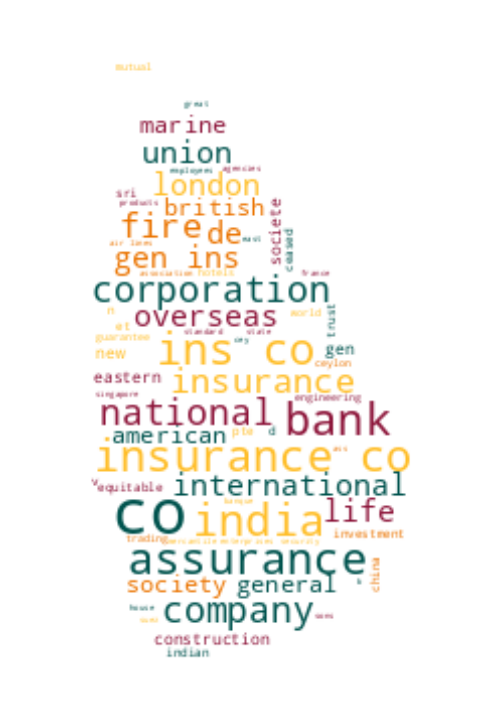 mutual
great
marine
union
employees agencies
london
sri
products
british
societe
fire de
air lanes east
ceased
gen ins
association hotels france
corporation
n overseas world
trust
et
standard state
guarantee cey
new ins co gen
ceylon
eastern insurance
singapore engineering
national bank
american pte d
insurance co
v equitable international
co india life
trading investment
assurance
china
society general
house company sons
construction
indian